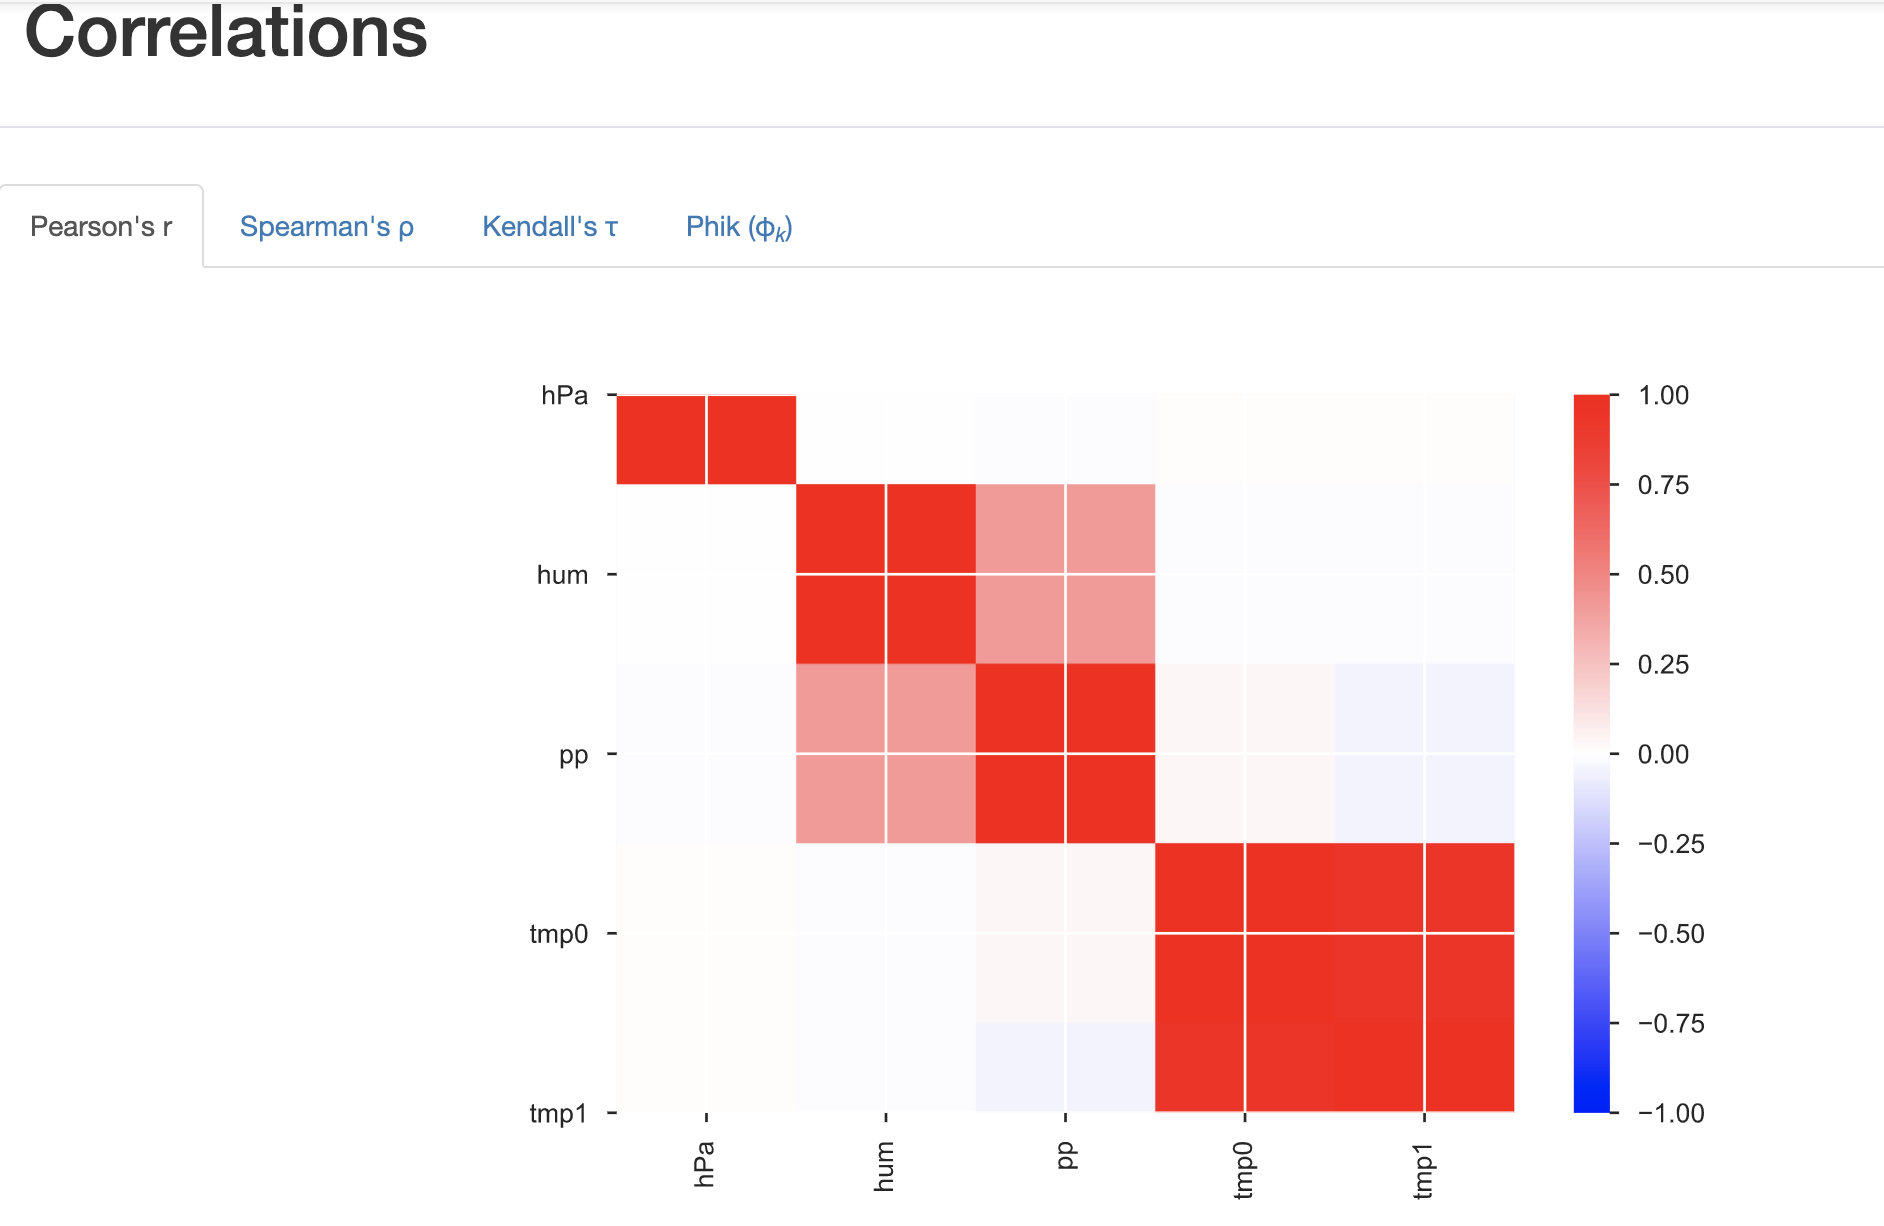 Correlations
Pearson's r
Spearman's ρ
Kendall's τ
Phik (ϕk)
hPa
hum
pp
tmp0
tmp1
hPa
hum
pp
tmp0
tmp1
1.00
0.75
0.50
0.25
0.00
−0.25
−0.50
−0.75
−1.00